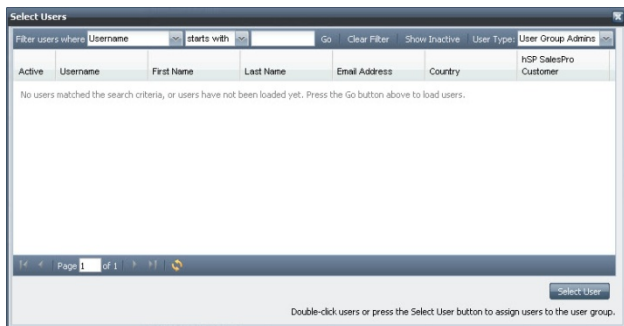 Select Users
Filter users where Username starts with Go Clear Filter Show Inactive User Type: User Group Admins
Active Username First Name Last Name Email Address Country hSP SalesPro Customer
No users matched the search criteria, or users have not been loaded yet. Press the Go button above to load users.
Page 1 of 1
Select User
Double-click users or press the Select User button to assign users to the user group.